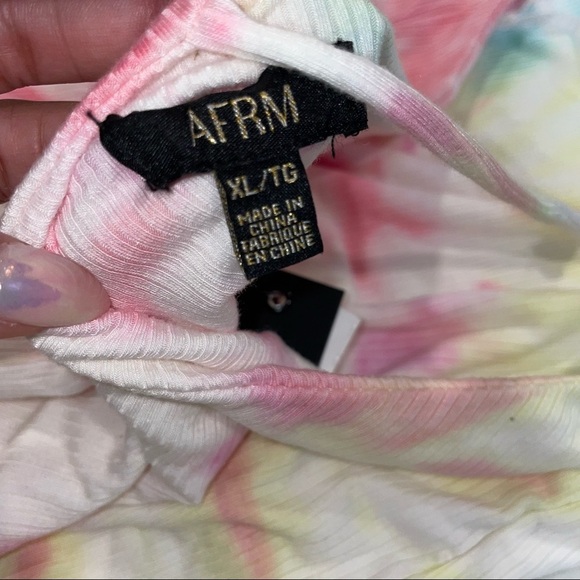 AFRM
XL/TG
MADE IN
CHINA
FABRIQUE
EN CHINE